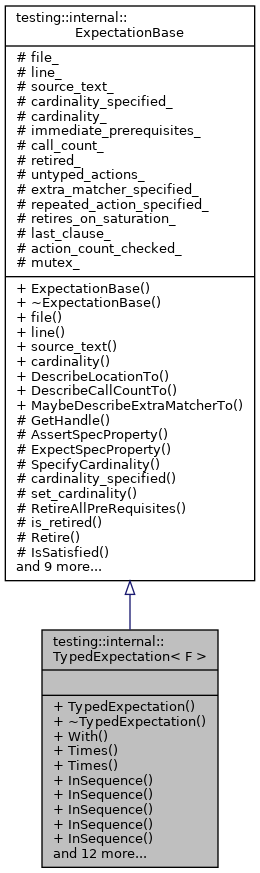 testing::internal::
ExpectationBase
# file_
# line_
# source_text_
# cardinality_specified_
# cardinality_
# immediate_prerequisites_
# call_count_
# retired_
# untyped_actions_
# extra_matcher_specified_
# repeated_action_specified_
# retires_on_saturation_
# last_clause_
# action_count_checked_
# mutex_
+ ExpectationBase()
+ ~ExpectationBase()
+ file()
+ line()
+ source_text()
+ cardinality()
+ DescribeLocationTo()
+ DescribeCallCountTo()
+ MaybeDescribeExtraMatcherTo()
# GetHandle()
# AssertSpecProperty()
# ExpectSpecProperty()
# SpecifyCardinality()
# cardinality_specified()
# set_cardinality()
# RetireAllPreRequisites()
# is_retired()
# Retire()
# IsSatisfied()
and 9 more...
testing::internal::
TypedExpectation< F >
+ TypedExpectation()
+ ~TypedExpectation()
+ With()
+ Times()
+ Times()
+ InSequence()
+ InSequence()
+ InSequence()
+ InSequence()
+ InSequence()
and 12 more...